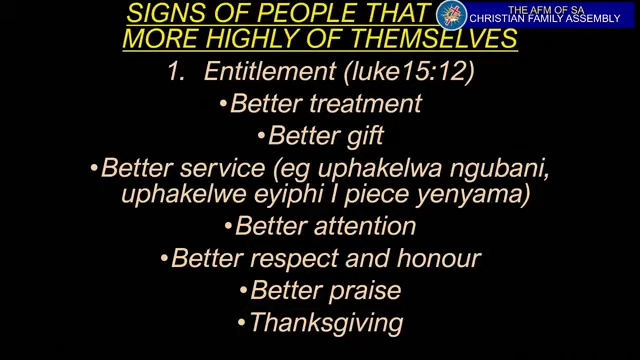 SIGNS OF PEOPLE THAT
MORE HIGHLY OF THEMSELVES
THE AFM OF SA
CHRISTIAN FAMILY ASSEMBLY
1. Entitlement (luke15:12)
•Better treatment
•Better gift
•Better service (eg uphakelwa ngubani,
uphakelwe eyiphi I piece yenyama)
•Better attention
•Better respect and honour
•Better praise
•Thanksgiving